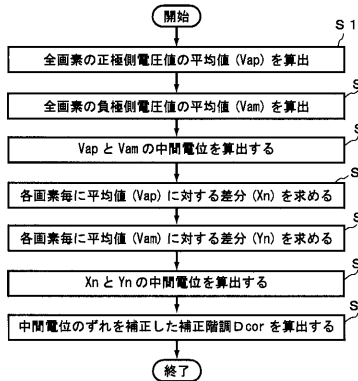 開始
S1
全画素の正極側電圧値の平均値(Vap)を算出
S
全画素の負極側電圧値の平均値(Vam)を算出
S
VapとVamの中間電位を算出する
S
各画素毎に平均値(Vap)に対する差分(Xn)を求める
S
各画素毎に平均値(Vam)に対する差分(Yn)を求める
S
XnとYnの中間電位を算出する
S
中間電位のずれを補正した補正階調Dcorを算出する
終了